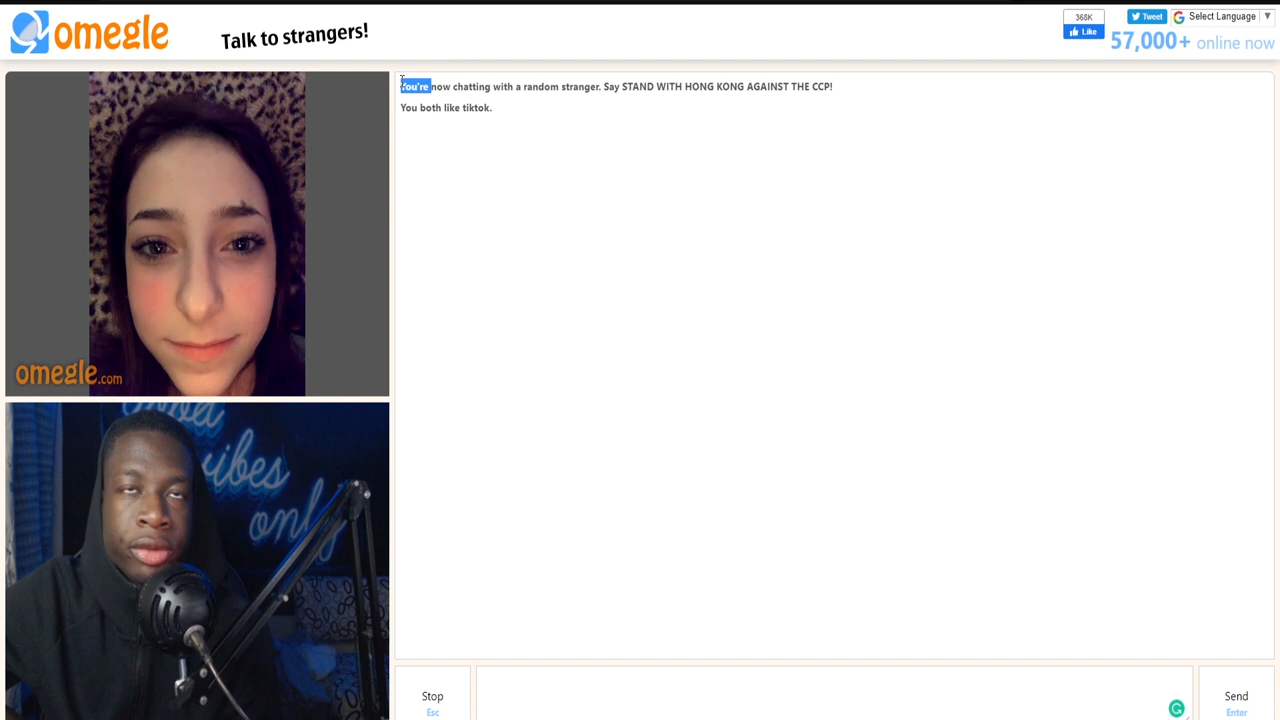 omegle
Talk to strangers!
368K
Like
Tweet
G Select Language ▼
57,000+ online now
You're now chatting with a random stranger. Say STAND WITH HONG KONG AGAINST THE CCP!
You both like tiktok.
omegle.com
vibes
only
Stop
Esc
Send
Enter